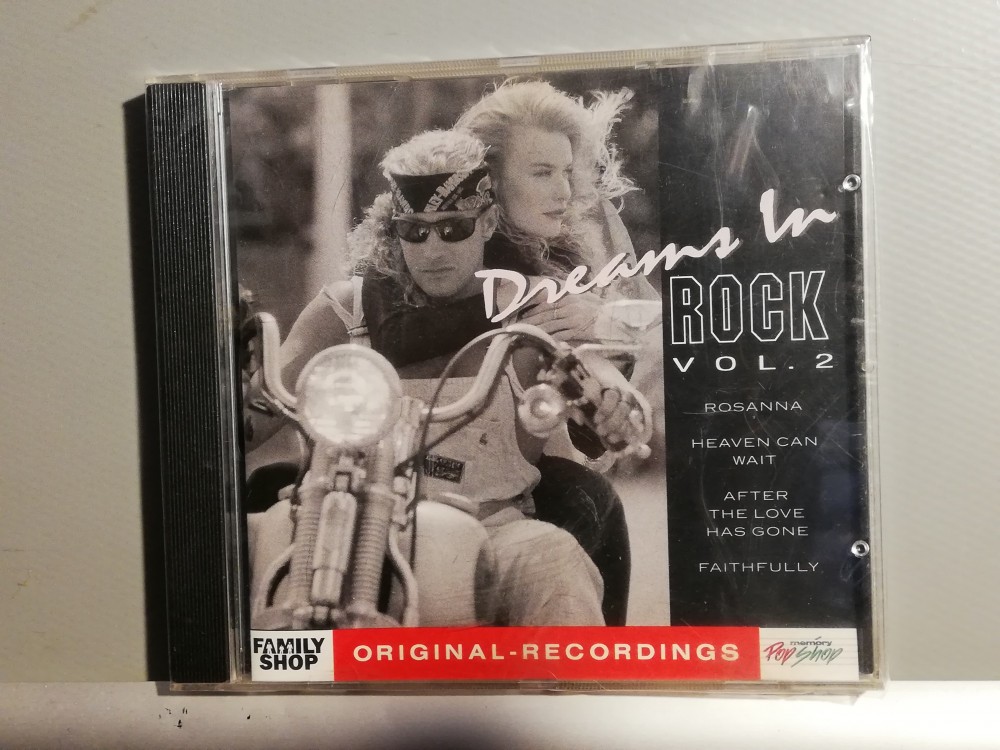 Dreams In
ROCK
VOL. 2
ROSANNA
HEAVEN CAN
WAIT
AFTER
THE LOVE
HAS GONE
FAITHFULLY
FAMILY
SHOP
ORIGINAL-RECORDINGS
memory
Pop Shop